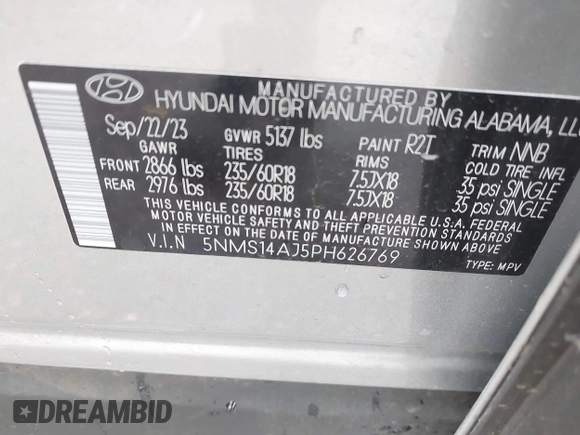 MANUFACTURED BY
HYUNDAI MOTOR MANUFACTURING ALABAMA, LLC
Sep/22/23 GVWR 5137 lbs PAINT R2T TRIM NNB
GAWR TIRES RIMS COLD TIRE INFL
FRONT 2866 lbs 235/60R18 7.5JX18 35 psi SINGLE
REAR 2976 lbs 235/60R18 7.5JX18 35 psi SINGLE
THIS VEHICLE CONFORMS TO ALL APPLICABLE U.S.A. FEDERAL
MOTOR VEHICLE SAFETY AND THEFT PREVENTION STANDARDS
IN EFFECT ON THE DATE OF MANUFACTURE SHOWN ABOVE.
V.I.N 5NMS14AJ5PH626769
TYPE: MPV
DREAMBID